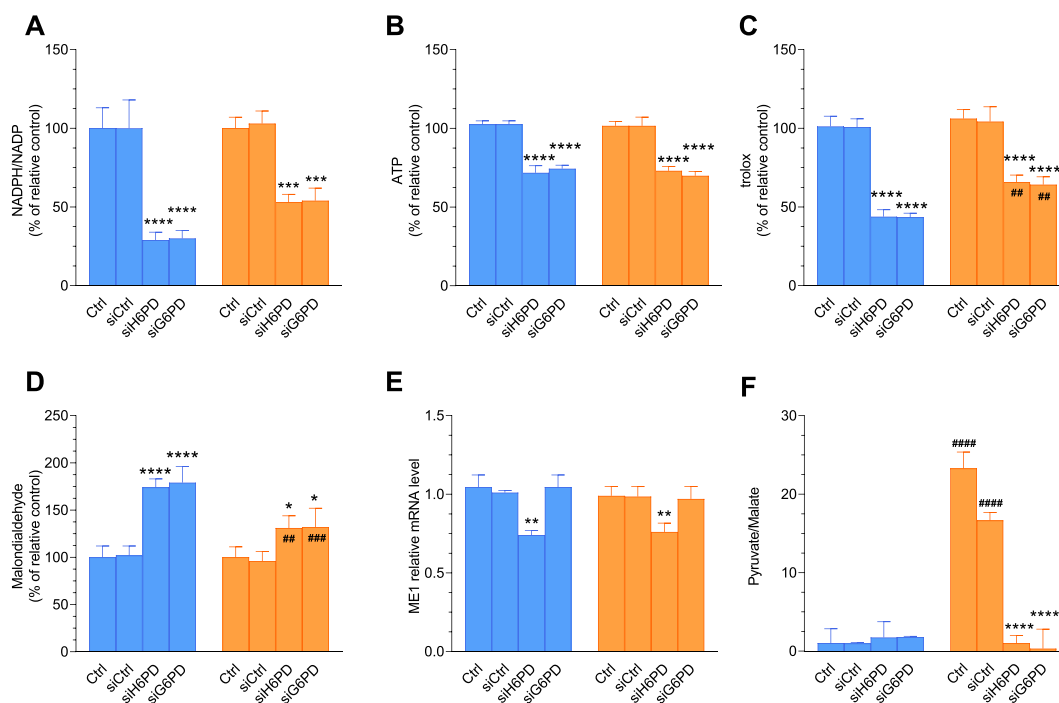 A
NADPH/NADP
(% of relative control)
150
100
50
0
**** **** *** ***
Ctrl siCtrl siH6PD siG6PD Ctrl siCtrl siH6PD siG6PD
B
ATP
(% of relative control)
150
100
50
0
**** **** **** ****
Ctrl siCtrl siH6PD siG6PD Ctrl siCtrl siH6PD siG6PD
C
trolox
(% of relative control)
150
100
50
0
**** **** **** ****
## ##
Ctrl siCtrl siH6PD siG6PD Ctrl siCtrl siH6PD siG6PD
D
Malondialdehyde
(% of relative control)
250
200
150
100
50
0
**** **** * *
## ###
Ctrl siCtrl siH6PD siG6PD Ctrl siCtrl siH6PD siG6PD
E
ME1 relative mRNA level
1.5
1.0
0.5
0.0
** **
Ctrl siCtrl siH6PD siG6PD Ctrl siCtrl siH6PD siG6PD
F
Pyruvate/Malate
30
20
10
0
#### #### **** ****
Ctrl siCtrl siH6PD siG6PD Ctrl siCtrl siH6PD siG6PD